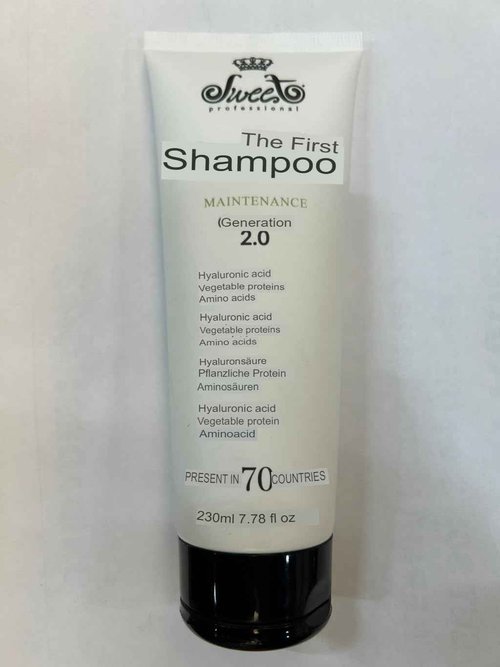 Sweet
professional
The First
Shampoo
MAINTENANCE
(Generation
2.0
Hyaluronic acid
Vegetable proteins
Amino acids
Hyaluronic acid
Vegetable proteins
Amino acids
Hyaluronsäure
Pflanzliche Protein
Aminosäuren
Hyaluronic acid
Vegetable protein
Aminoacid
PRESENT IN 70 COUNTRIES
230ml 7.78 fl oz